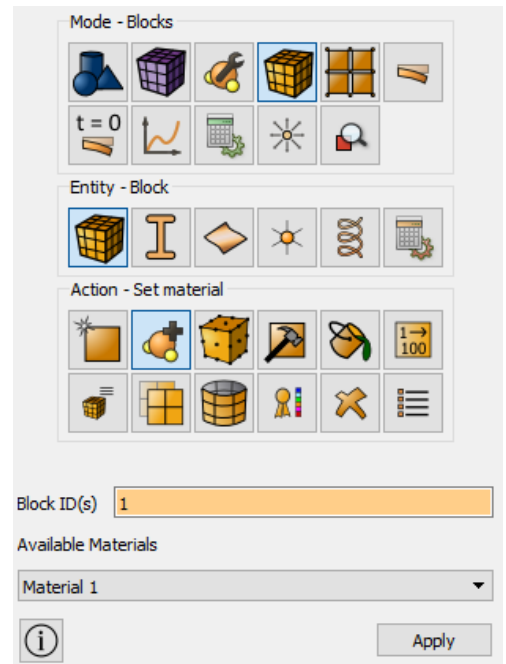 Mode - Blocks
t = 0
Entity - Block
Action - Set material
1→
100
Block ID(s) 1
Available Materials
Material 1
i
Apply